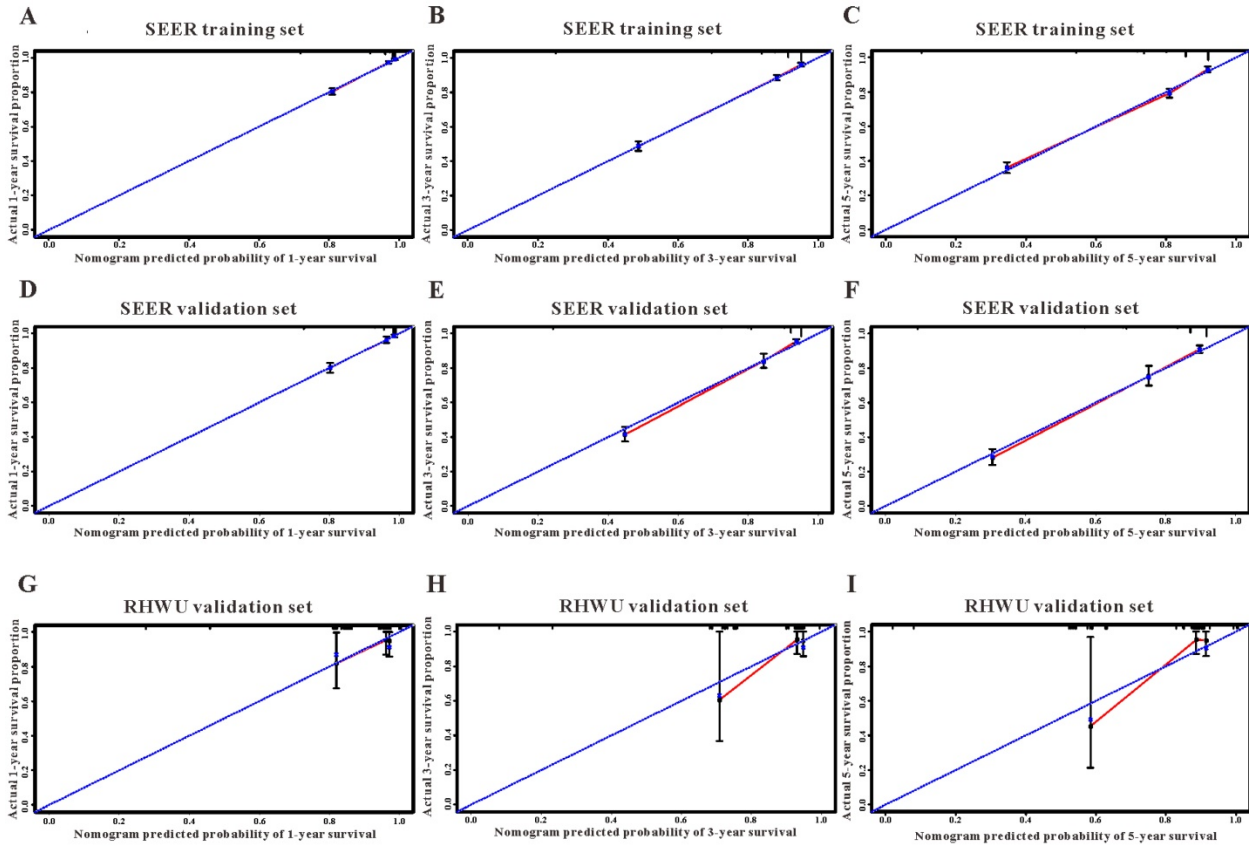 A
SEER training set
Actual 1-year survival proportion
0.0 0.2 0.4 0.6 0.8 1.0
0.0 0.2 0.4 0.6 0.8 1.0
Nomogram predicted probability of 1-year survival
B
SEER training set
Actual 3-year survival proportion
0.0 0.2 0.4 0.6 0.8 1.0
0.0 0.2 0.4 0.6 0.8 1.0
Nomogram predicted probability of 3-year survival
C
SEER training set
Actual 5-year survival proportion
0.0 0.2 0.4 0.6 0.8 1.0
0.0 0.2 0.4 0.6 0.8 1.0
Nomogram predicted probability of 5-year survival
D
SEER validation set
Actual 1-year survival proportion
0.0 0.2 0.4 0.6 0.8 1.0
0.0 0.2 0.4 0.6 0.8 1.0
Nomogram predicted probability of 1-year survival
E
SEER validation set
Actual 3-year survival proportion
0.0 0.2 0.4 0.6 0.8 1.0
0.0 0.2 0.4 0.6 0.8 1.0
Nomogram predicted probability of 3-year survival
F
SEER validation set
Actual 5-year survival proportion
0.0 0.2 0.4 0.6 0.8 1.0
0.0 0.2 0.4 0.6 0.8 1.0
Nomogram predicted probability of 5-year survival
G
RHWU validation set
Actual 1-year survival proportion
0.0 0.2 0.4 0.6 0.8 1.0
0.0 0.2 0.4 0.6 0.8 1.0
Nomogram predicted probability of 1-year survival
H
RHWU validation set
Actual 3-year survival proportion
0.0 0.2 0.4 0.6 0.8 1.0
0.0 0.2 0.4 0.6 0.8 1.0
Nomogram predicted probability of 3-year survival
I
RHWU validation set
Actual 5-year survival proportion
0.0 0.2 0.4 0.6 0.8 1.0
0.0 0.2 0.4 0.6 0.8 1.0
Nomogram predicted probability of 5-year survival